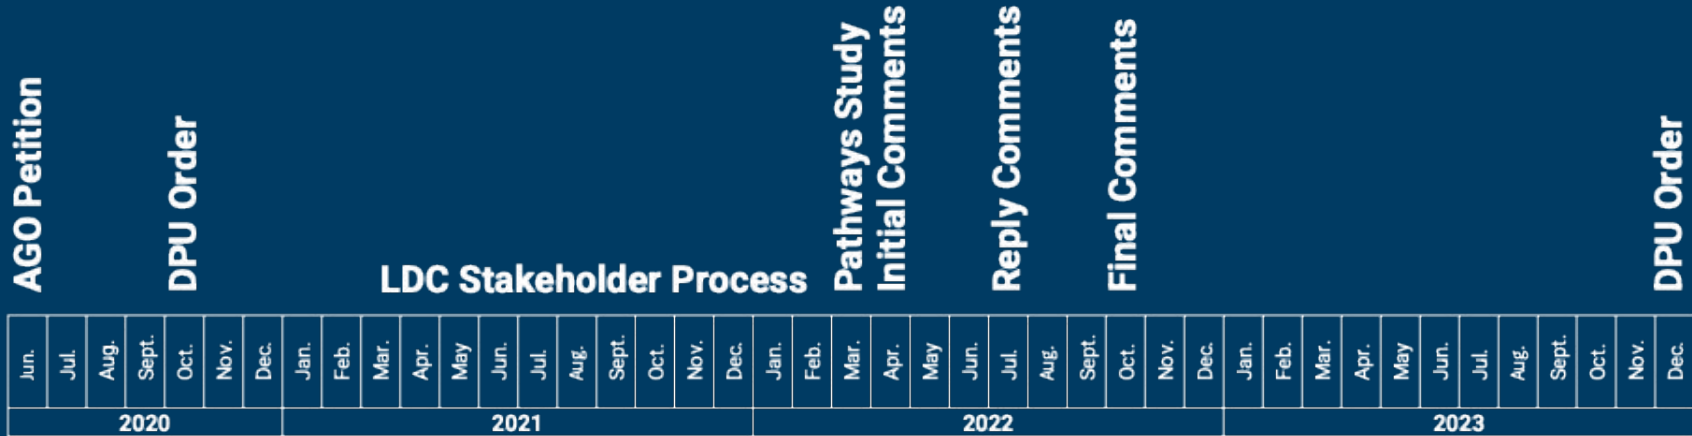 AGO Petition
DPU Order
LDC Stakeholder Process
Pathways Study
Initial Comments
Reply Comments
Final Comments
DPU Order
Jun. Jul. Aug. Sept. Oct. Nov. Dec. Jan. Feb. Mar. Apr. May Jun. Jul. Aug. Sept. Oct. Nov. Dec. Jan. Feb. Mar. Apr. May Jun. Jul. Aug. Sept. Oct. Nov. Dec. Jan. Feb. Mar. Apr. May Jun. Jul. Aug. Sept. Oct. Nov. Dec.
2020 2021 2022 2023